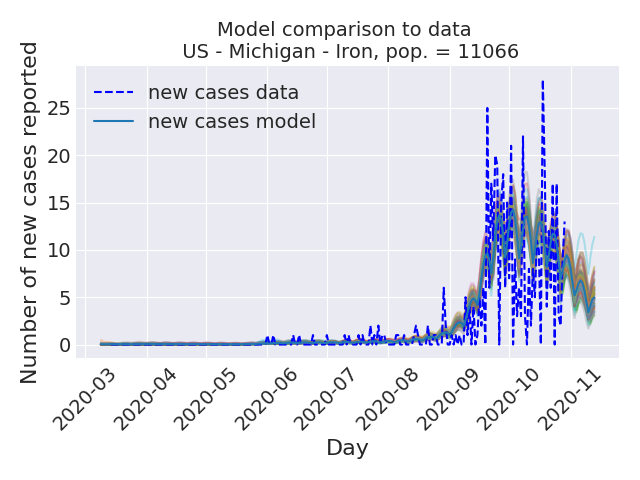 Model comparison to data
US - Michigan - Iron, pop. = 11066
Number of new cases reported
25
20
15
10
5
0
new cases data
new cases model
2020-03
2020-04
2020-05
2020-06
2020-07
2020-08
2020-09
2020-10
2020-11
Day